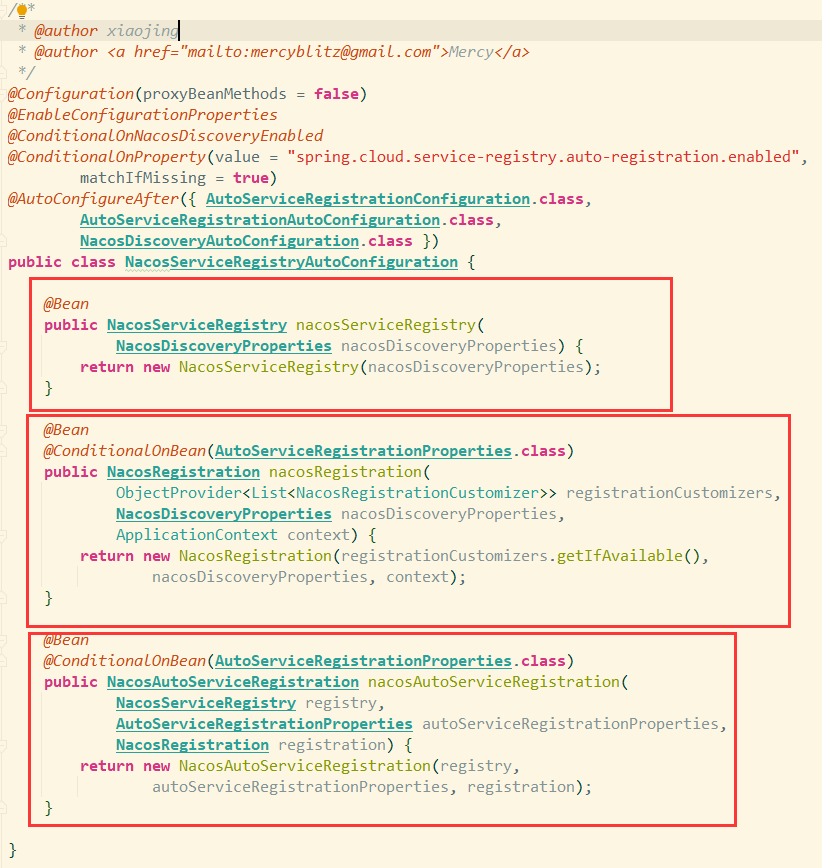 /**
 * @author xiaojing
 * @author <a href="mailto:mercyblitz@gmail.com">Mercy</a>
 */
@Configuration(proxyBeanMethods = false)
@EnableConfigurationProperties
@ConditionalOnNacosDiscoveryEnabled
@ConditionalOnProperty(value = "spring.cloud.service-registry.auto-registration.enabled",
        matchIfMissing = true)
@AutoConfigureAfter({ AutoServiceRegistrationConfiguration.class,
        AutoServiceRegistrationAutoConfiguration.class,
        NacosDiscoveryAutoConfiguration.class })
public class NacosServiceRegistryAutoConfiguration {
    @Bean
    public NacosServiceRegistry nacosServiceRegistry(
            NacosDiscoveryProperties nacosDiscoveryProperties) {
        return new NacosServiceRegistry(nacosDiscoveryProperties);
    }
    @Bean
    @ConditionalOnBean(AutoServiceRegistrationProperties.class)
    public NacosRegistration nacosRegistration(
            ObjectProvider<List<NacosRegistrationCustomizer>> registrationCustomizers,
            NacosDiscoveryProperties nacosDiscoveryProperties,
            ApplicationContext context) {
        return new NacosRegistration(registrationCustomizers.getIfAvailable(),
                nacosDiscoveryProperties, context);
    }
    @Bean
    @ConditionalOnBean(AutoServiceRegistrationProperties.class)
    public NacosAutoServiceRegistration nacosAutoServiceRegistration(
            NacosServiceRegistry registry,
            AutoServiceRegistrationProperties autoServiceRegistrationProperties,
            NacosRegistration registration) {
        return new NacosAutoServiceRegistration(registry,
                autoServiceRegistrationProperties, registration);
    }
}